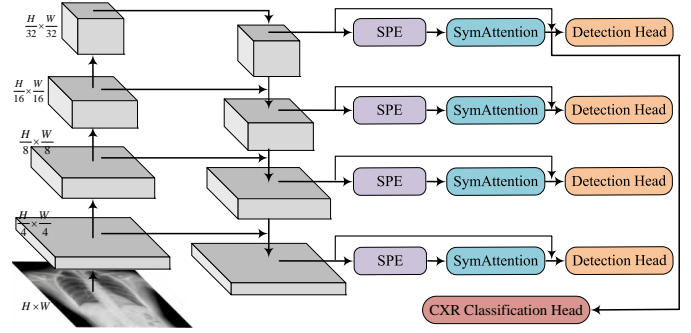 H/32 × W/32
SPE
SymAttention
Detection Head
H/16 × W/16
SPE
SymAttention
Detection Head
H/8 × W/8
SPE
SymAttention
Detection Head
H/4 × W/4
SPE
SymAttention
Detection Head
H×W
CXR Classification Head